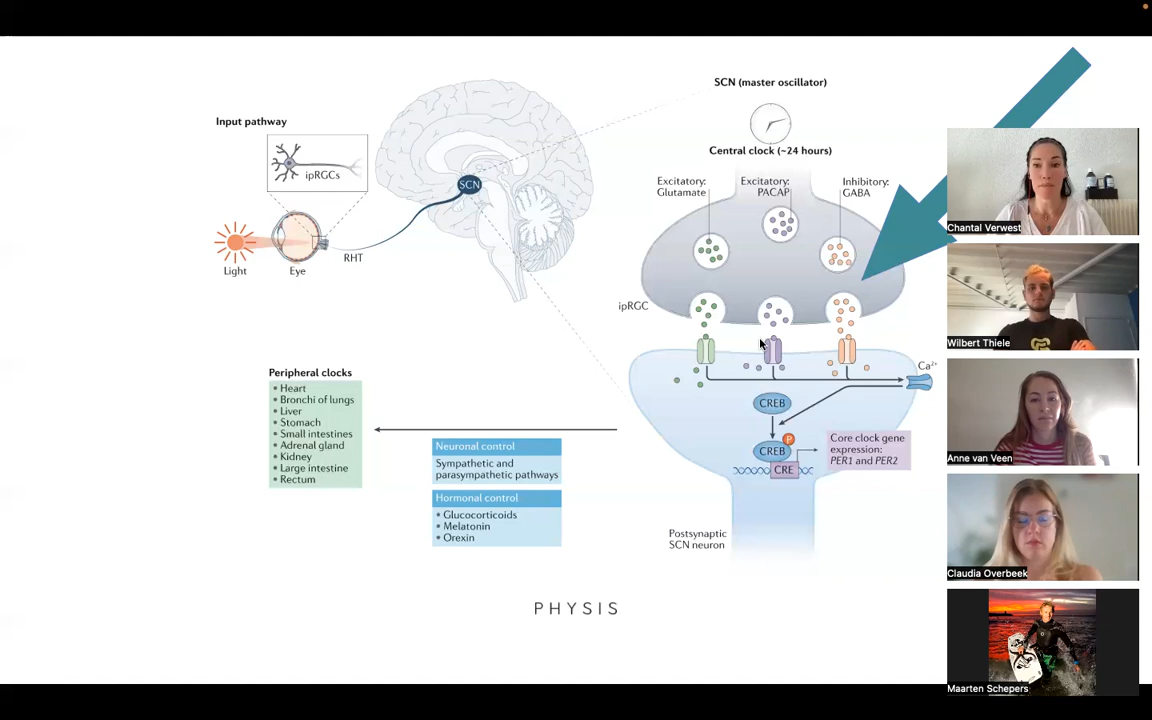 SCN (master oscillator)
Central clock (~24 hours)
Input pathway
ipRGCs
SCN
Light
Eye
RHT
Excitatory:
Glutamate
Excitatory:
PACAP
Inhibitory:
GABA
ipRGC
Ca2+
CREB
P
CREB
CRE
Core clock gene
expression:
PER1 and PER2
Postsynaptic
SCN neuron
Peripheral clocks
• Heart
• Bronchi of lungs
• Liver
• Stomach
• Small intestines
• Adrenal gland
• Kidney
• Large intestine
• Rectum
Neuronal control
Sympathetic and
parasympathetic pathways
Hormonal control
• Glucocorticoids
• Melatonin
• Orexin
PHYSIS
Chantal Verwest
Wilbert Thiele
Anne van Veen
Claudia Overbeek
Maarten Schepers